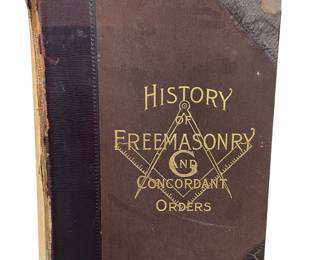 HISTORY
OF
FREEMASONRY
G
AND
CONCORDANT
ORDERS